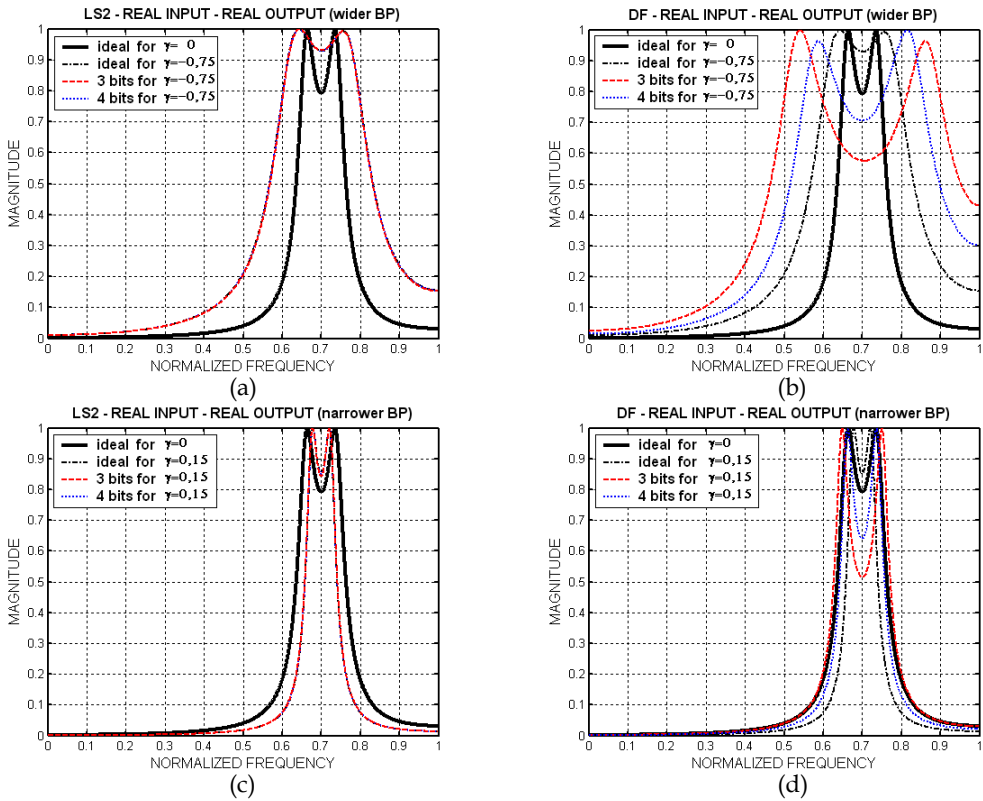 LS2 - REAL INPUT - REAL OUTPUT (wider BP)
MAGNITUDE
1
0.9
0.8
0.7
0.6
0.5
0.4
0.3
0.2
0.1
0
ideal for γ= 0
ideal for γ=-0,75
3 bits for γ=-0,75
4 bits for γ=-0,75
0 0.1 0.2 0.3 0.4 0.5 0.6 0.7 0.8 0.9 1
NORMALIZED FREQUENCY
(a)
DF - REAL INPUT - REAL OUTPUT (wider BP)
MAGNITUDE
1
0.9
0.8
0.7
0.6
0.5
0.4
0.3
0.2
0.1
0
ideal for γ= 0
ideal for γ=-0,75
3 bits for γ=-0,75
4 bits for γ=-0,75
0 0.1 0.2 0.3 0.4 0.5 0.6 0.7 0.8 0.9 1
NORMALIZED FREQUENCY
(b)
LS2 - REAL INPUT - REAL OUTPUT (narrower BP)
MAGNITUDE
1
0.9
0.8
0.7
0.6
0.5
0.4
0.3
0.2
0.1
0
ideal for γ=0
ideal for γ=0,15
3 bits for γ=0,15
4 bits for γ=0,15
0 0.1 0.2 0.3 0.4 0.5 0.6 0.7 0.8 0.9 1
NORMALIZED FREQUENCY
(c)
DF - REAL INPUT - REAL OUTPUT (narrower BP)
MAGNITUDE
1
0.9
0.8
0.7
0.6
0.5
0.4
0.3
0.2
0.1
0
ideal for γ=0
ideal for γ=0,15
3 bits for γ=0,15
4 bits for γ=0,15
0 0.1 0.2 0.3 0.4 0.5 0.6 0.7 0.8 0.9 1
NORMALIZED FREQUENCY
(d)